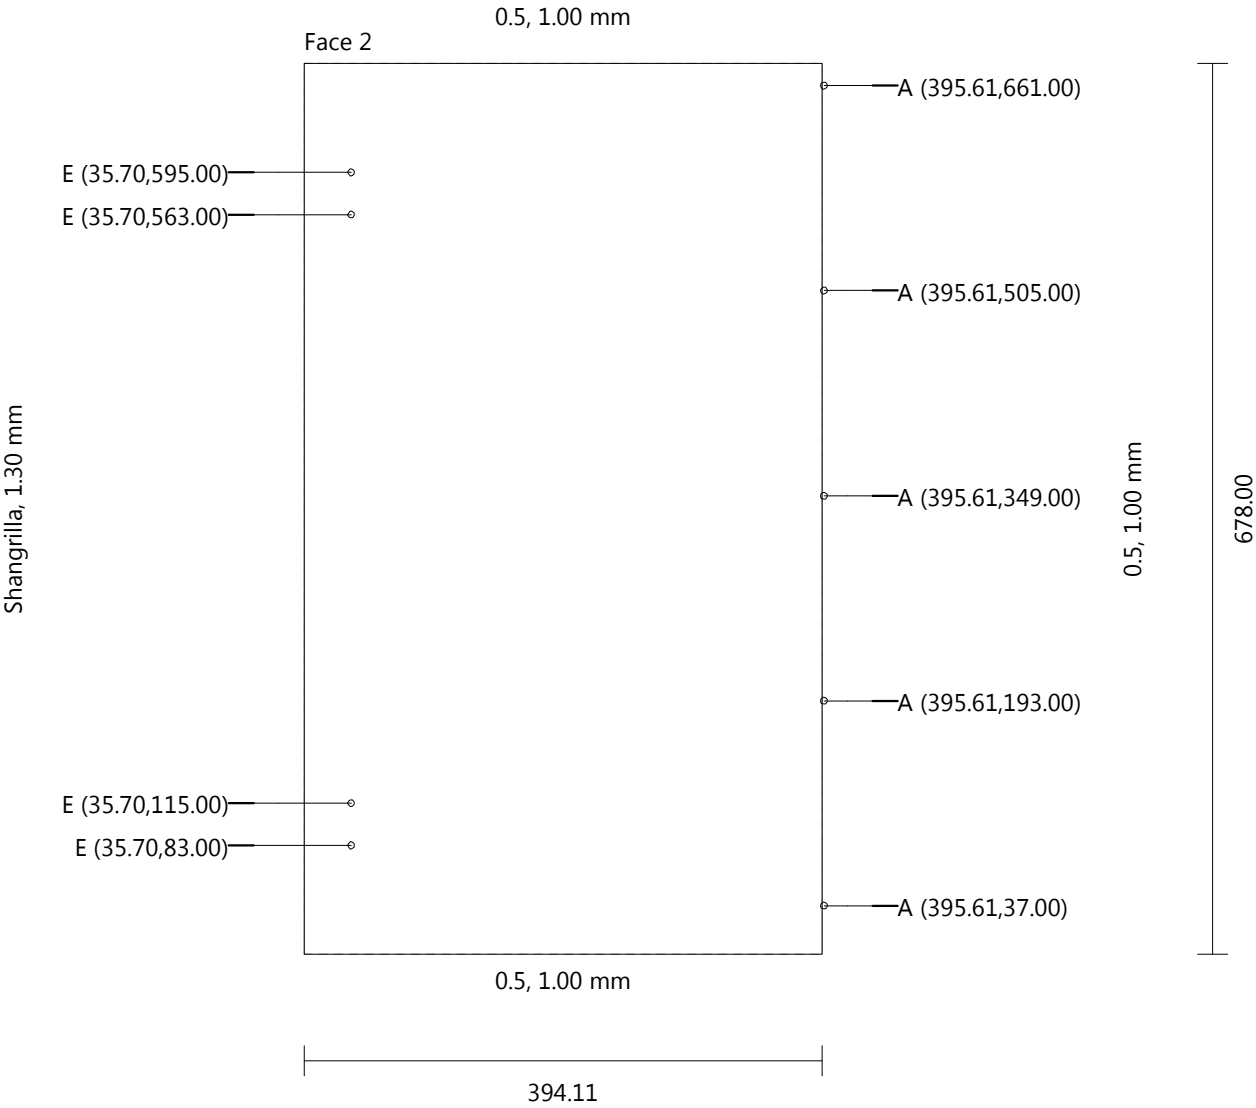 0.5, 1.00 mm
Face 2
A (395.61,661.00)
E (35.70,595.00)
E (35.70,563.00)
A (395.61,505.00)
Shangrilla, 1.30 mm
A (395.61,349.00)
0.5, 1.00 mm
678.00
A (395.61,193.00)
E (35.70,115.00)
E (35.70,83.00)
A (395.61,37.00)
0.5, 1.00 mm
394.11